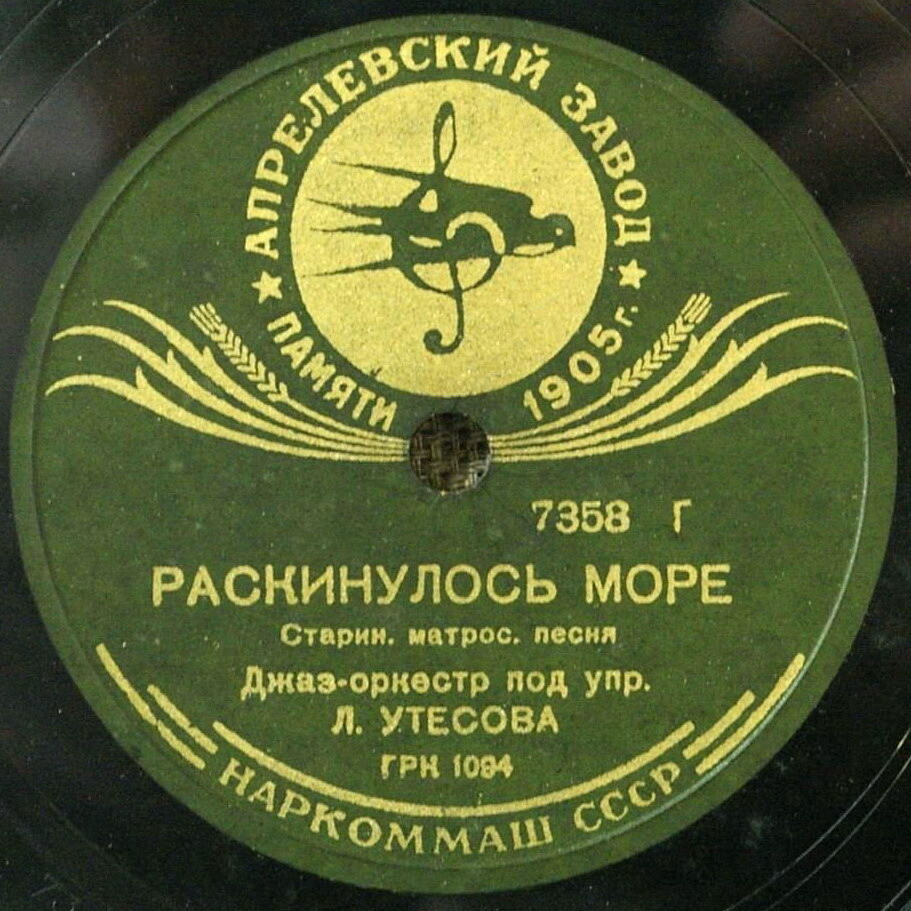 АПРЕЛЕВСКИЙ ЗАВОД
ПАМЯТИ 1905 г.
7358 Г
РАСКИНУЛОСЬ МОРЕ
Старин. матрос. песня
Джаз-оркестр под упр.
Л. УТЕСОВА
ГРК 1094
НАРКОММАШ СССР